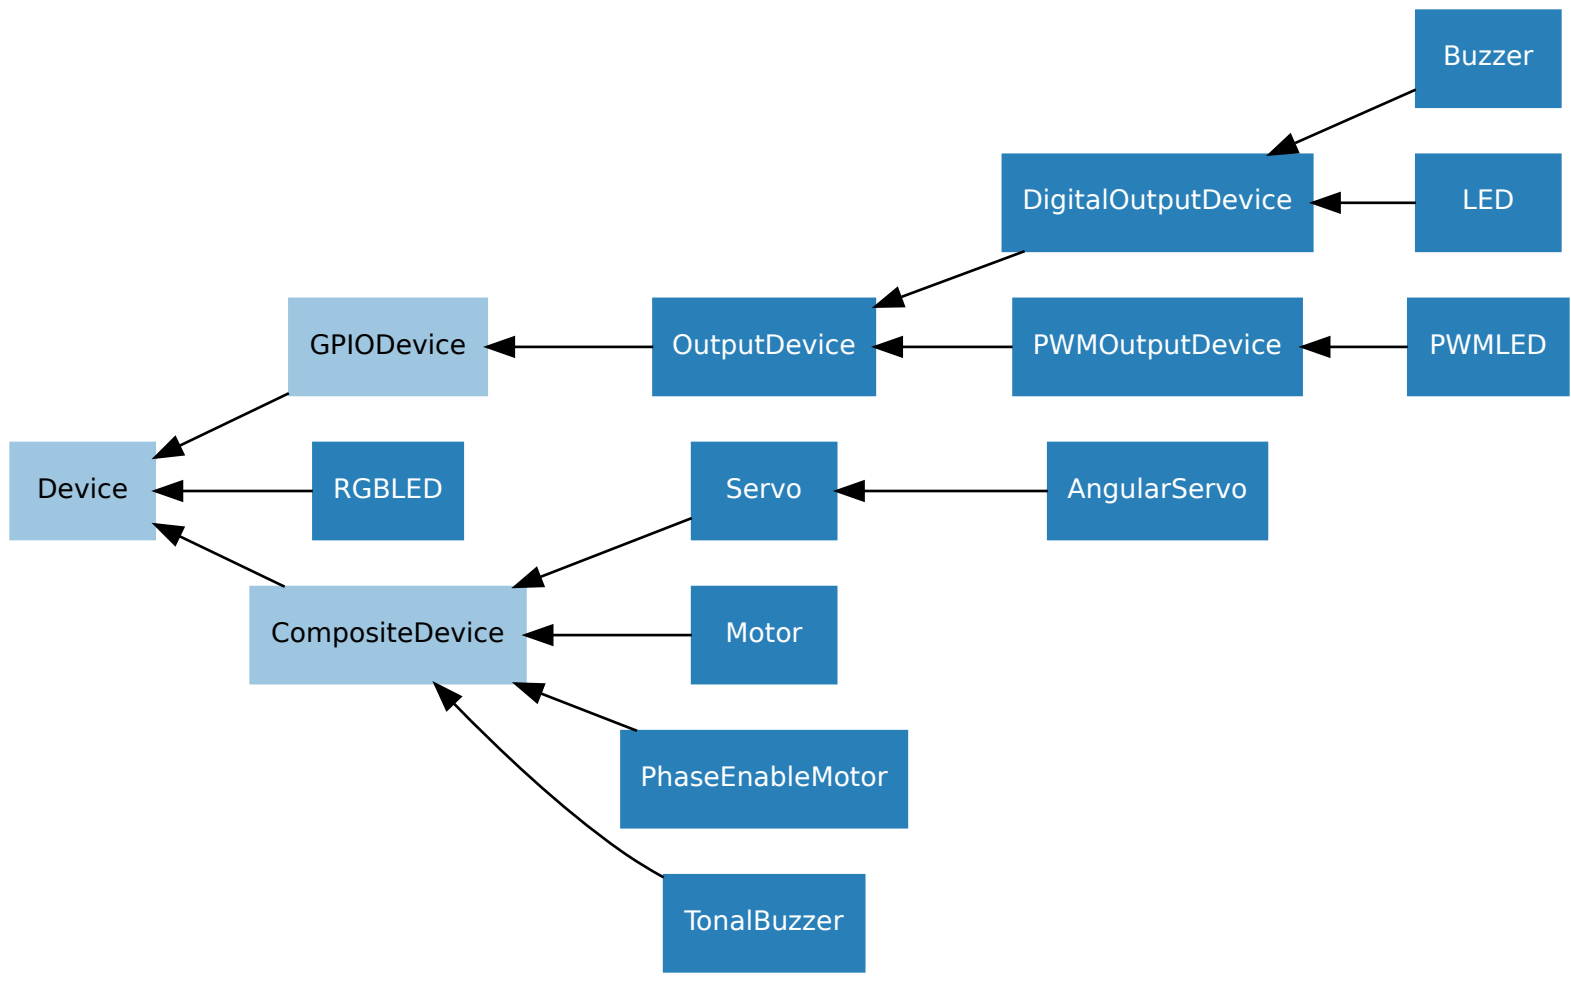 Buzzer
DigitalOutputDevice
LED
GPIODevice
OutputDevice
PWMOutputDevice
PWMLED
Device
RGBLED
Servo
AngularServo
CompositeDevice
Motor
PhaseEnableMotor
TonalBuzzer